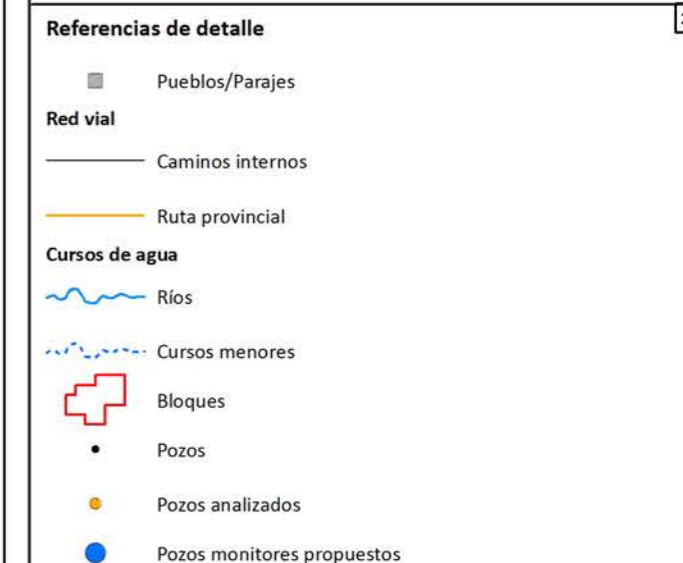 Referencias de detalle
Pueblos/Parajes
Red vial
Caminos internos
Ruta provincial
Cursos de agua
Ríos
Cursos menores
Bloques
Pozos
Pozos analizados
Pozos monitores propuestos